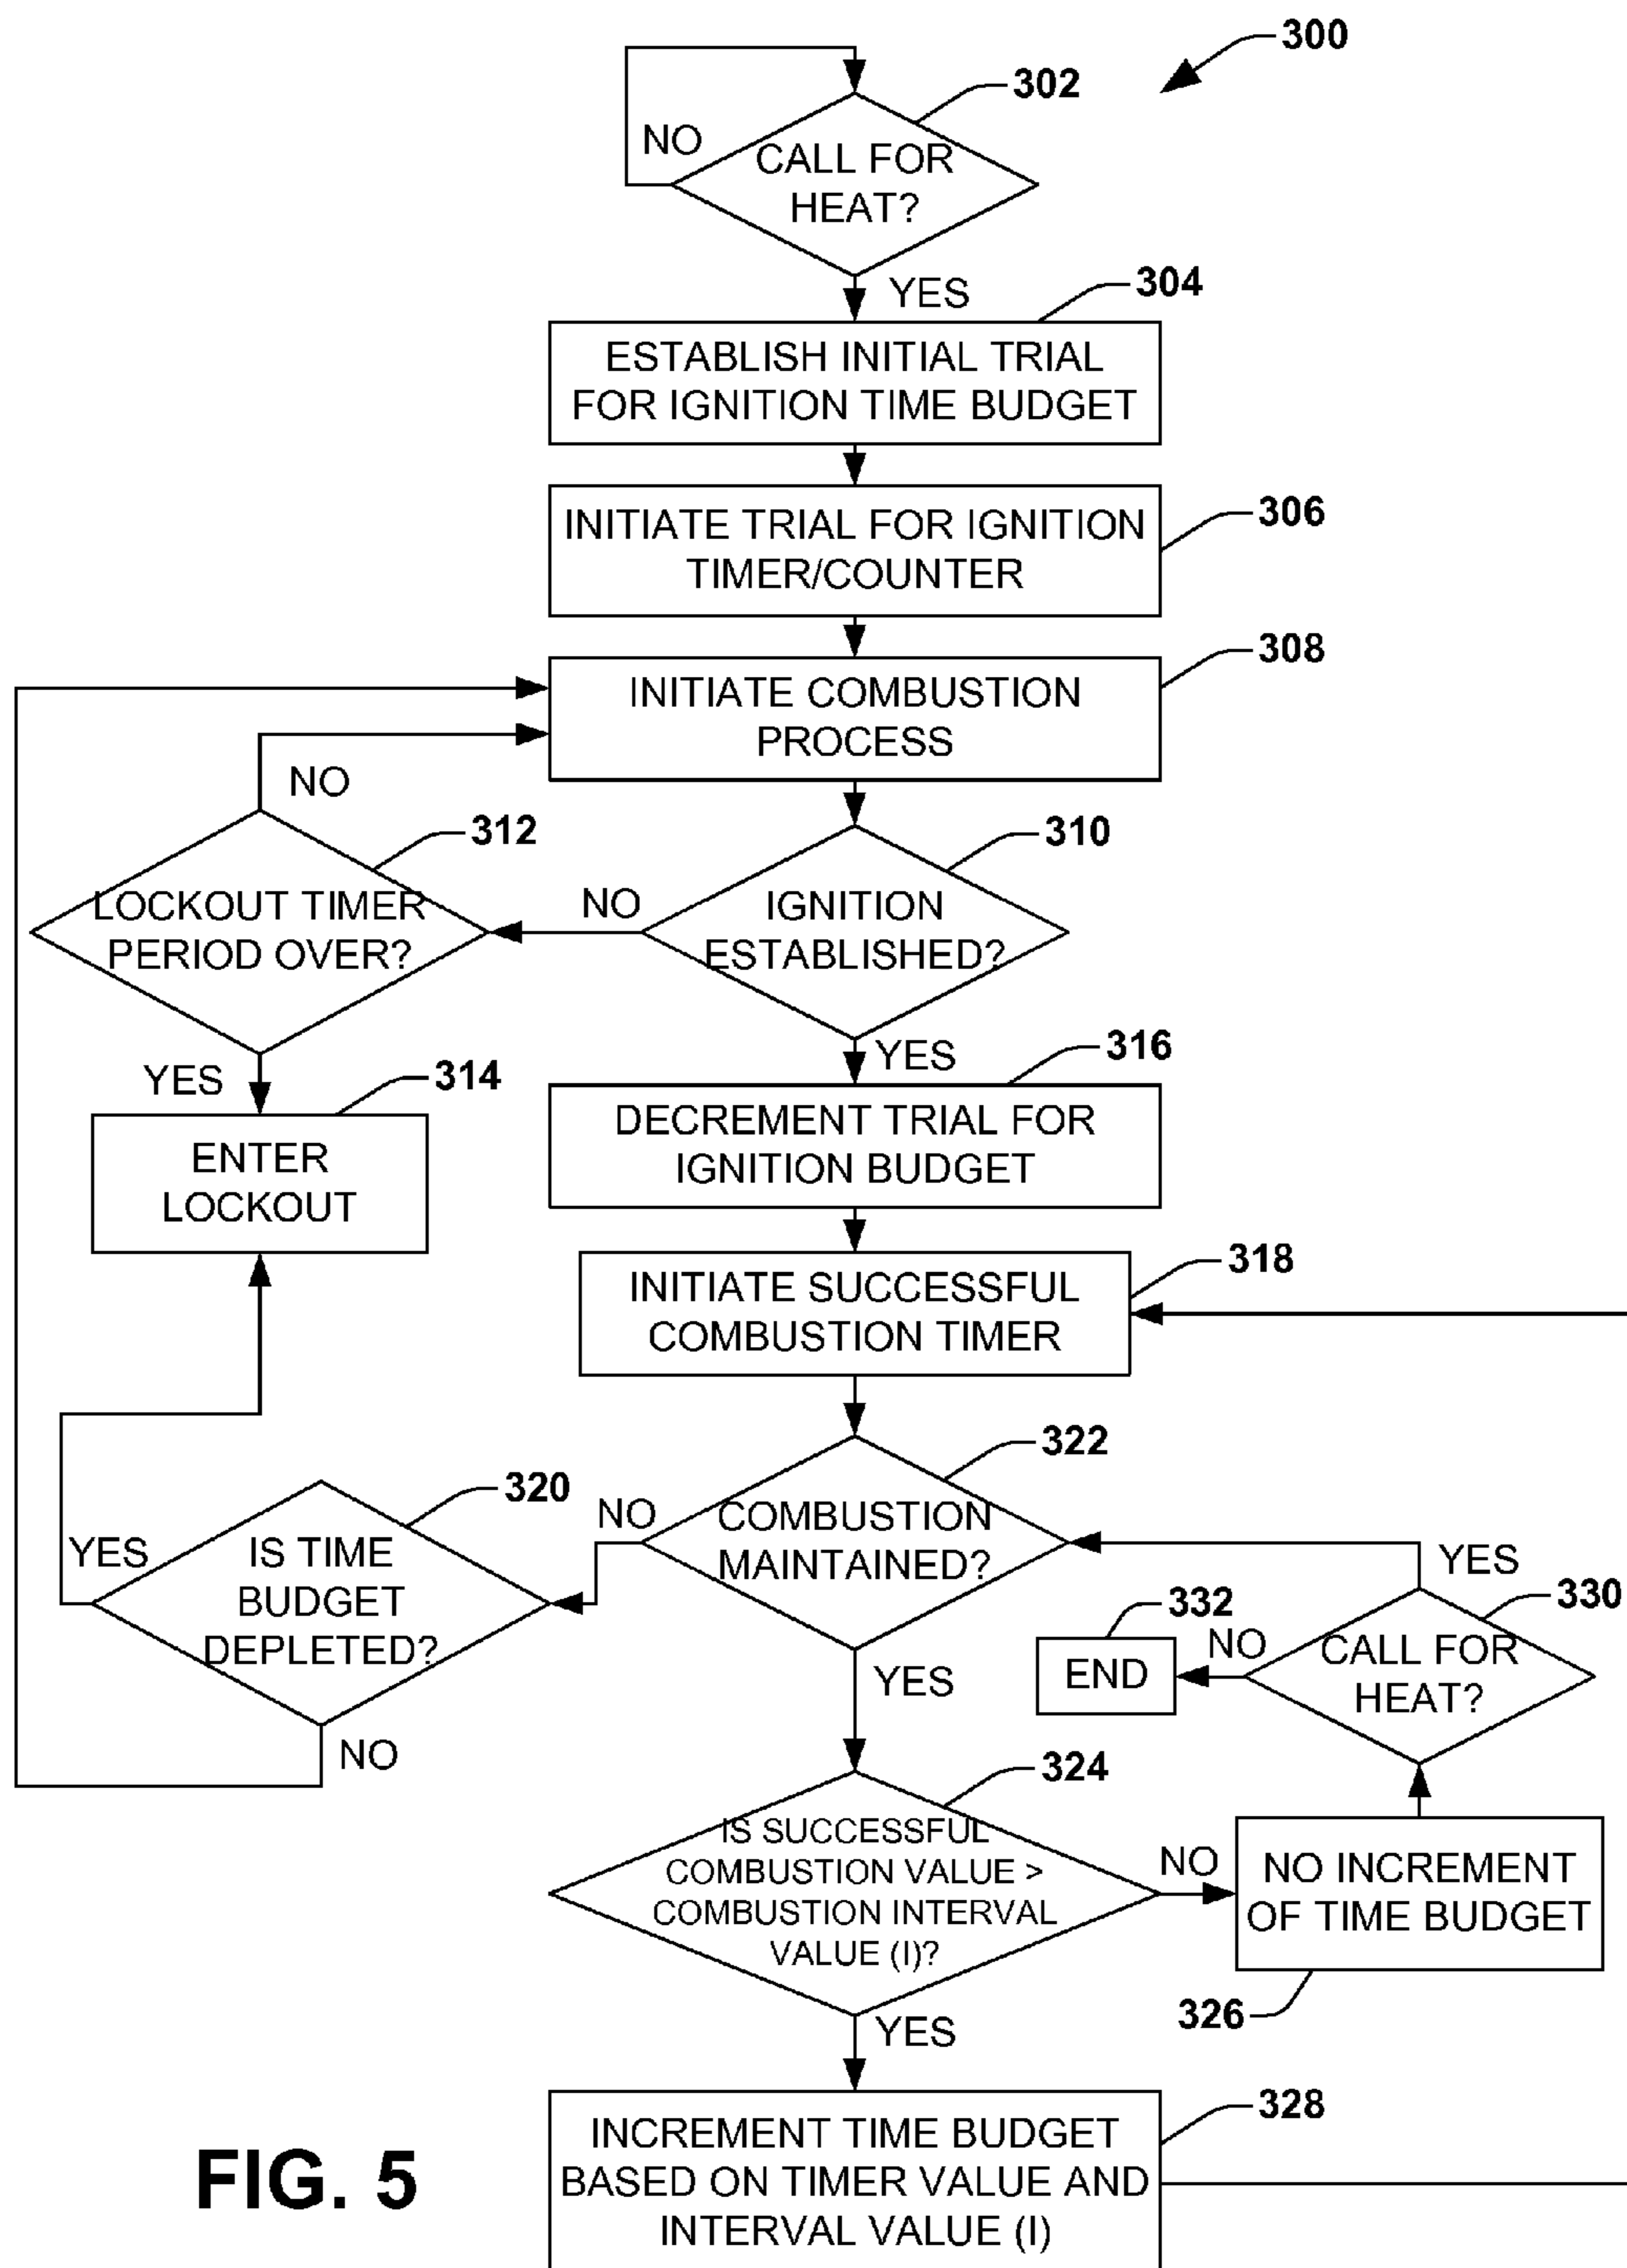 300
302
NO
CALL FOR
HEAT?
YES
304
ESTABLISH INITIAL TRIAL
FOR IGNITION TIME BUDGET
306
INITIATE TRIAL FOR IGNITION
TIMER/COUNTER
308
INITIATE COMBUSTION
PROCESS
NO
312
310
LOCKOUT TIMER
PERIOD OVER?
NO
IGNITION
ESTABLISHED?
YES
314
YES
316
ENTER
LOCKOUT
DECREMENT TRIAL FOR
IGNITION BUDGET
318
INITIATE SUCCESSFUL
COMBUSTION TIMER
322
320
NO
COMBUSTION
MAINTAINED?
YES
IS TIME
BUDGET
DEPLETED?
YES
330
332
NO
CALL FOR
HEAT?
END
YES
NO
324
IS SUCCESSFUL
COMBUSTION VALUE >
COMBUSTION INTERVAL
VALUE (I)?
NO
NO INCREMENT
OF TIME BUDGET
326
YES
328
INCREMENT TIME BUDGET
BASED ON TIMER VALUE AND
INTERVAL VALUE (I)
FIG. 5